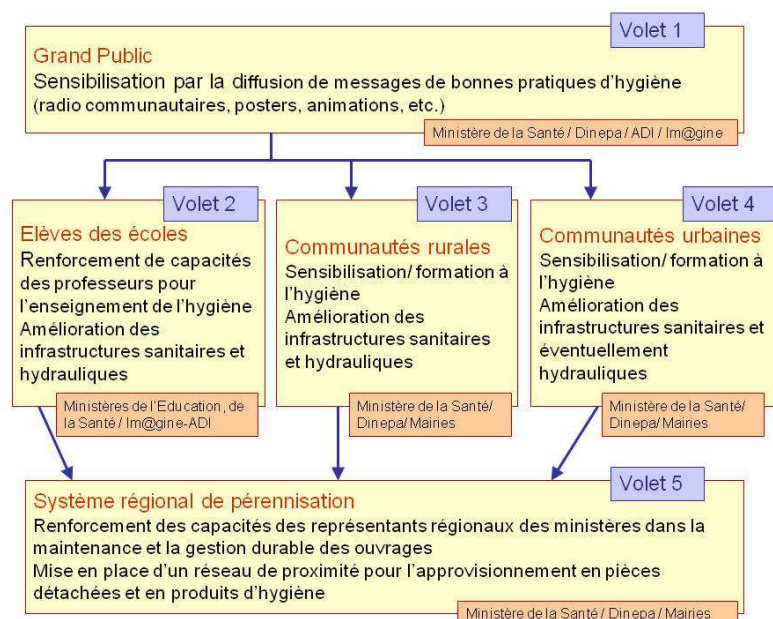 Volet 1
Grand Public
Sensibilisation par la diffusion de messages de bonnes pratiques d'hygiène
(radio communautaires, posters, animations, etc.)
Ministère de la Santé / Dinepa / ADI / Im@gine
Volet 2
Elèves des écoles
Renforcement de capacités
des professeurs pour
l'enseignement de l'hygiène
Amélioration des
infrastructures sanitaires et
hydrauliques
Ministères de l'Education, de
la Santé / Im@gine-ADI
Volet 3
Communautés rurales
Sensibilisation/ formation à
l'hygiène
Amélioration des
infrastructures sanitaires
et hydrauliques
Ministère de la Santé/
Dinepa/ Mairies
Volet 4
Communautés urbaines
Sensibilisation/ formation à
l'hygiène
Amélioration des
infrastructures sanitaires et
éventuellement
hydrauliques
Ministère de la Santé/
Dinepa/ Mairies
Volet 5
Système régional de pérennisation
Renforcement des capacités des représentants régionaux des ministères dans la
maintenance et la gestion durable des ouvrages
Mise en place d'un réseau de proximité pour l'approvisionnement en pièces
détachées et en produits d'hygiène
Ministère de la Santé / Dinepa / Mairies